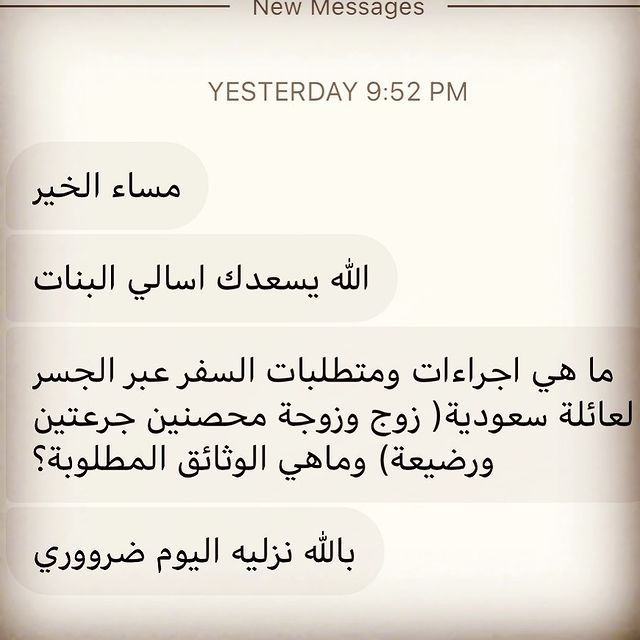 New Messages
YESTERDAY 9:52 PM
مساء الخير
الله يسعدك اسالي البنات
ما هي اجراءات ومتطلبات السفر عبر الجسر
لعائلة سعودية( زوج وزوجة محصنين جرعتين
ورضيعة) وماهي الوثائق المطلوبة؟
بالله نزليه اليوم ضروووري